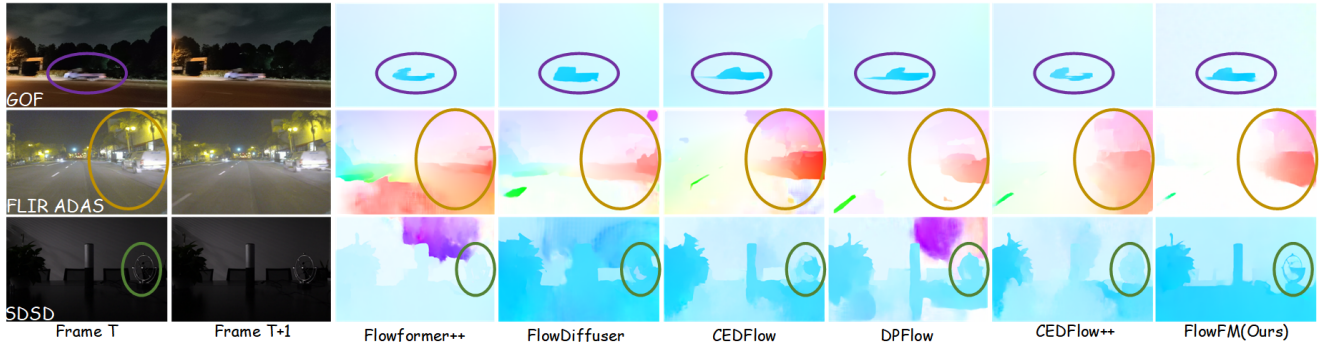 GOF
FLIR ADAS
SDSD
Frame T Frame T+1 Flowformer++ FlowDiffuser CEDFlow DPFlow CEDFlow++ FlowFM(Ours)